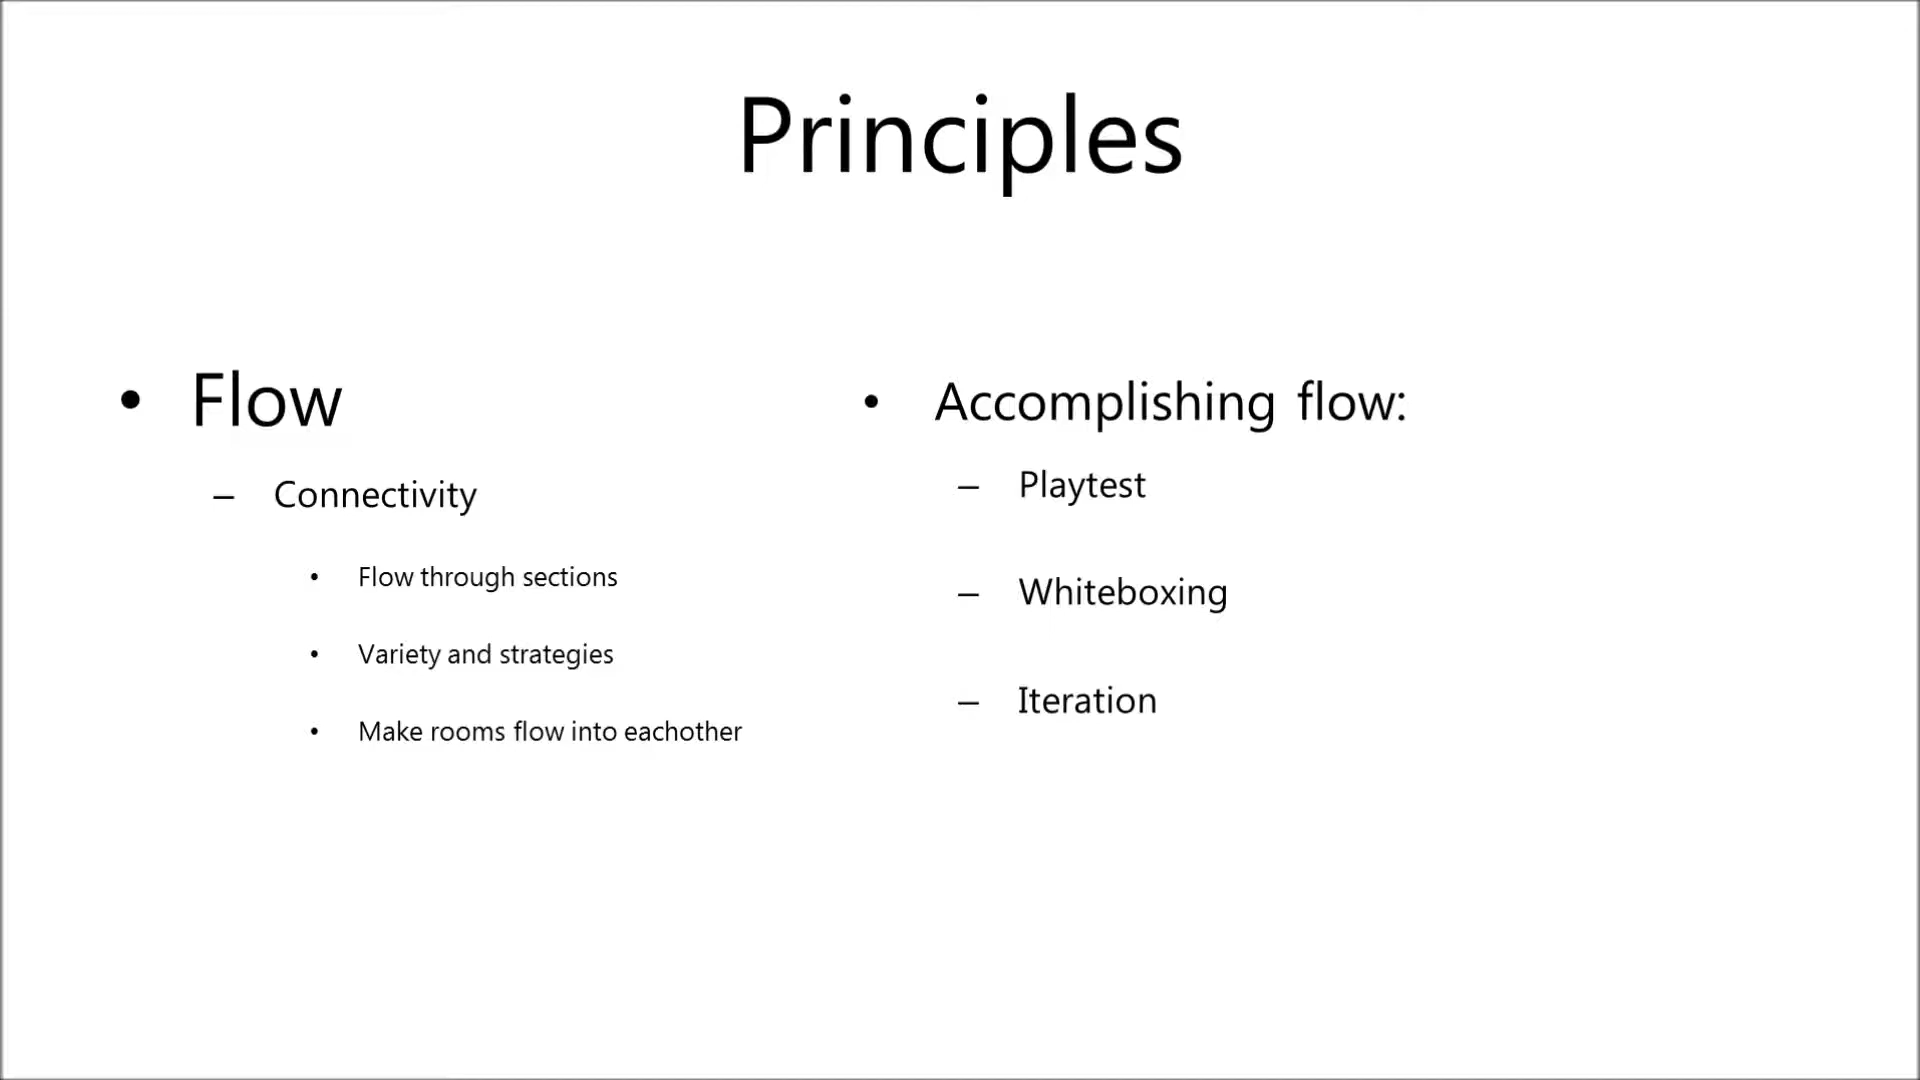 Principles
• Flow
– Connectivity
• Flow through sections
• Variety and strategies
• Make rooms flow into eachother
• Accomplishing flow:
– Playtest
– Whiteboxing
– Iteration